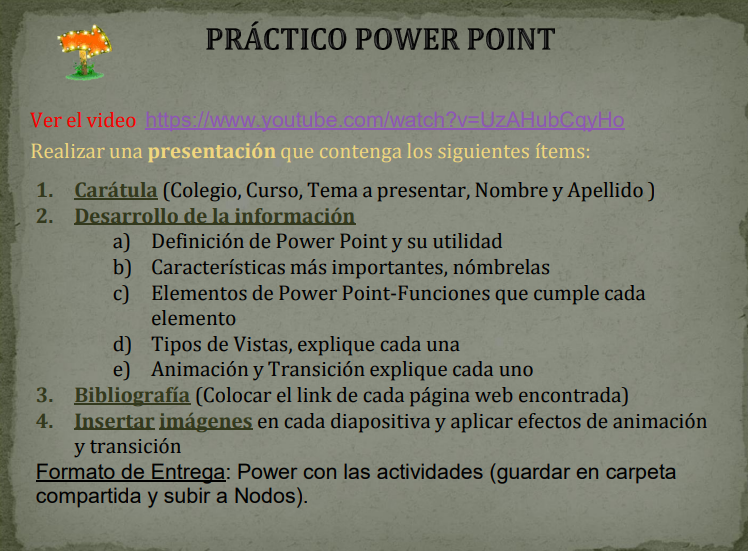 PRÁCTICO POWER POINT
Ver el video https://www.youtube.com/watch?v=UzAHubCqyHo
Realizar una presentación que contenga los siguientes ítems:
1. Carátula (Colegio, Curso, Tema a presentar, Nombre y Apellido )
2. Desarrollo de la información
a) Definición de Power Point y su utilidad
b) Características más importantes, nómbrelas
c) Elementos de Power Point-Funciones que cumple cada
elemento
d) Tipos de Vistas, explique cada una
e) Animación y Transición explique cada uno
3. Bibliografía (Colocar el link de cada página web encontrada)
4. Insertar imágenes en cada diapositiva y aplicar efectos de animación
y transición
Formato de Entrega: Power con las actividades (guardar en carpeta
compartida y subir a Nodos).